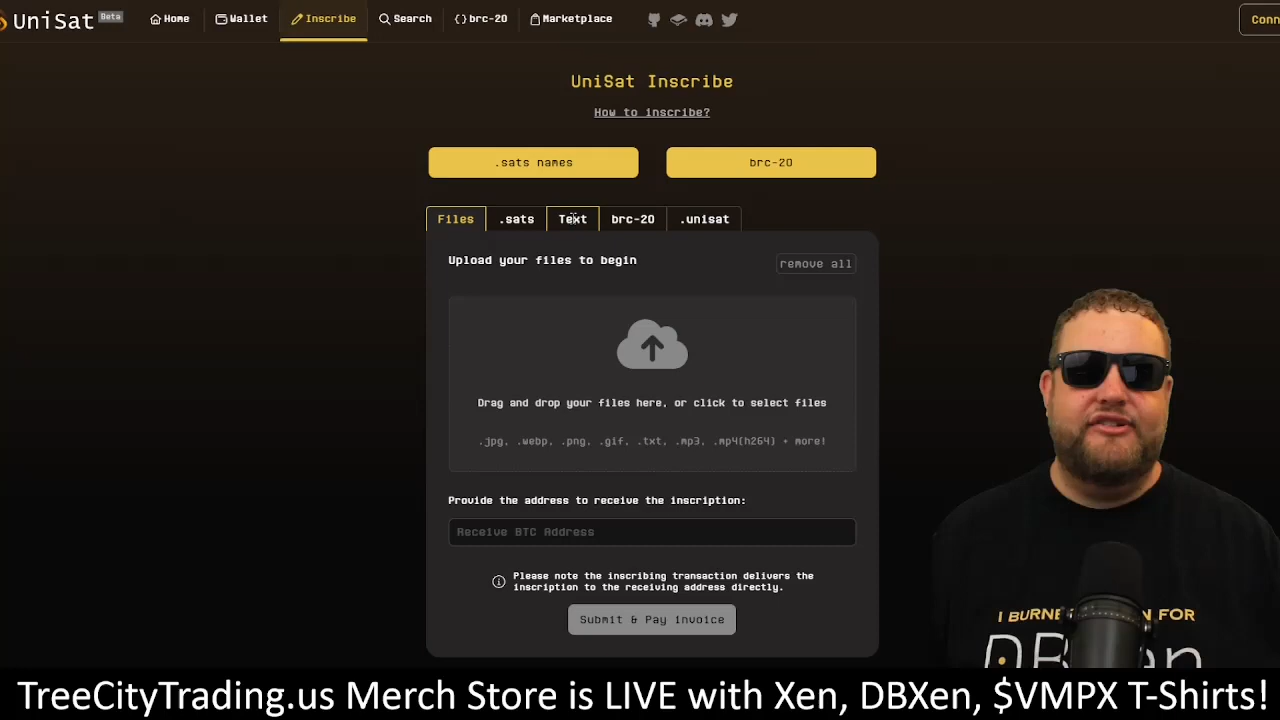 UniSat Beta
Home
Wallet
Inscribe
Search
brc-20
Marketplace
UniSat Inscribe
How to inscribe?
.sats names
brc-20
Files
.sats
Text
brc-20
.unisat
Upload your files to begin
remove all
Drag and drop your files here, or click to select files
.jpg, .webp, .png, .gif, .txt, .mp3, .mp4(h264) + more!
Provide the address to receive the inscription:
Receive BTC Address
Please note the inscribing transaction delivers the
inscription to the receiving address directly.
Submit & Pay invoice
I BURNE FOR
TreeCityTrading.us Merch Store is LIVE with Xen, DBXen, $VMPX T-Shirts!